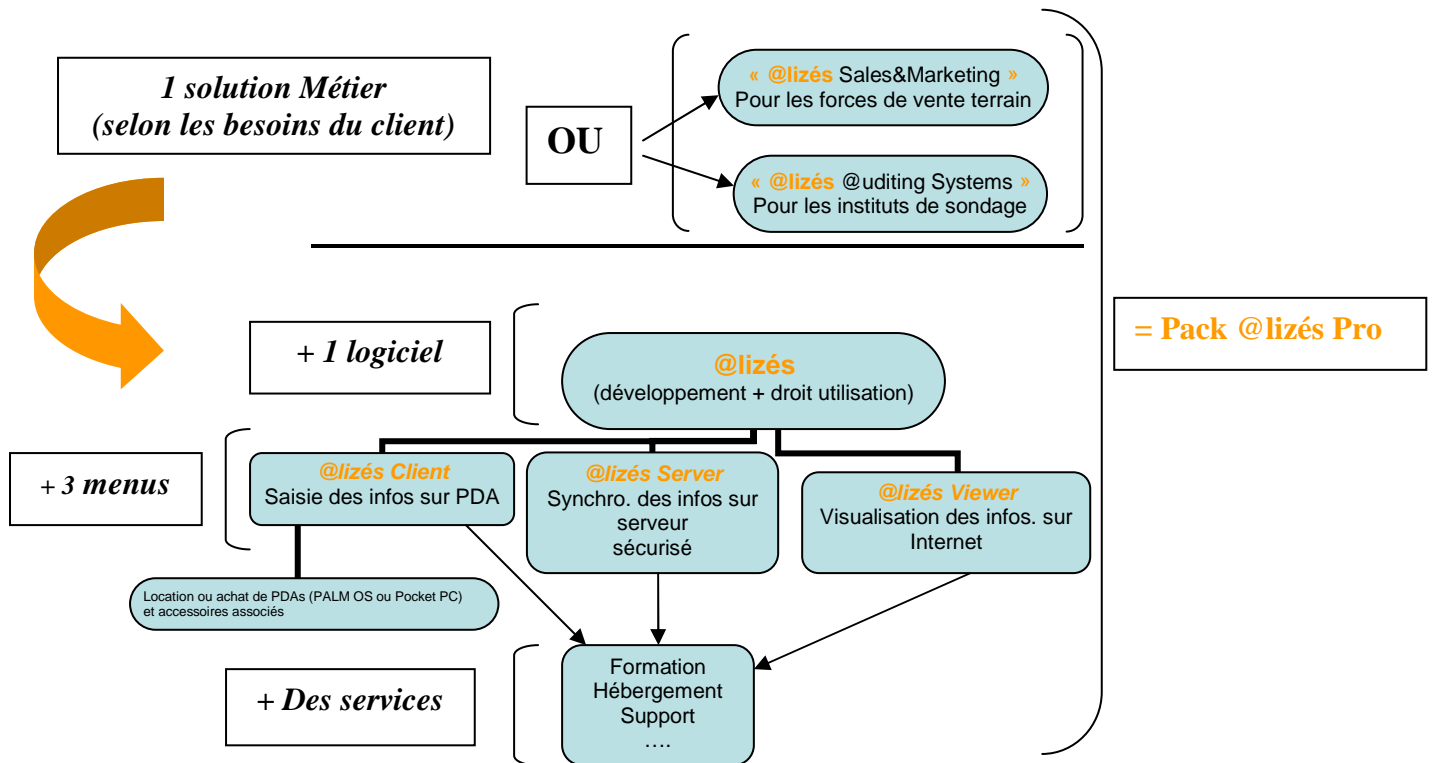 1 solution Métier
(selon les besoins du client)
OU
« @lizés Sales&Marketing »
Pour les forces de vente terrain
« @lizés @uditing Systems »
Pour les instituts de sondage
= Pack @lizés Pro
+ 1 logiciel
@lizés
(développement + droit utilisation)
+ 3 menus
@lizés Client
Saisie des infos sur PDA
@lizés Server
Synchro. des infos sur
serveur
sécurisé
@lizés Viewer
Visualisation des infos. sur
Internet
Location ou achat de PDAs (PALM OS ou Pocket PC)
et accessoires associés
+ Des services
Formation
Hébergement
Support
….